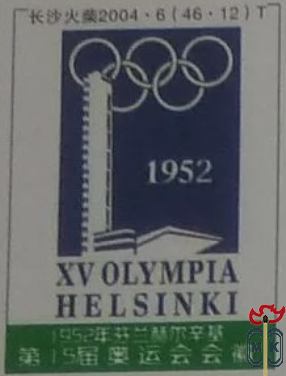 长沙火柴2004·6(46·12)T
1952
XV OLYMPIA
HELSINKI
1952年芬兰赫尔辛基
第15届奥运会会徽